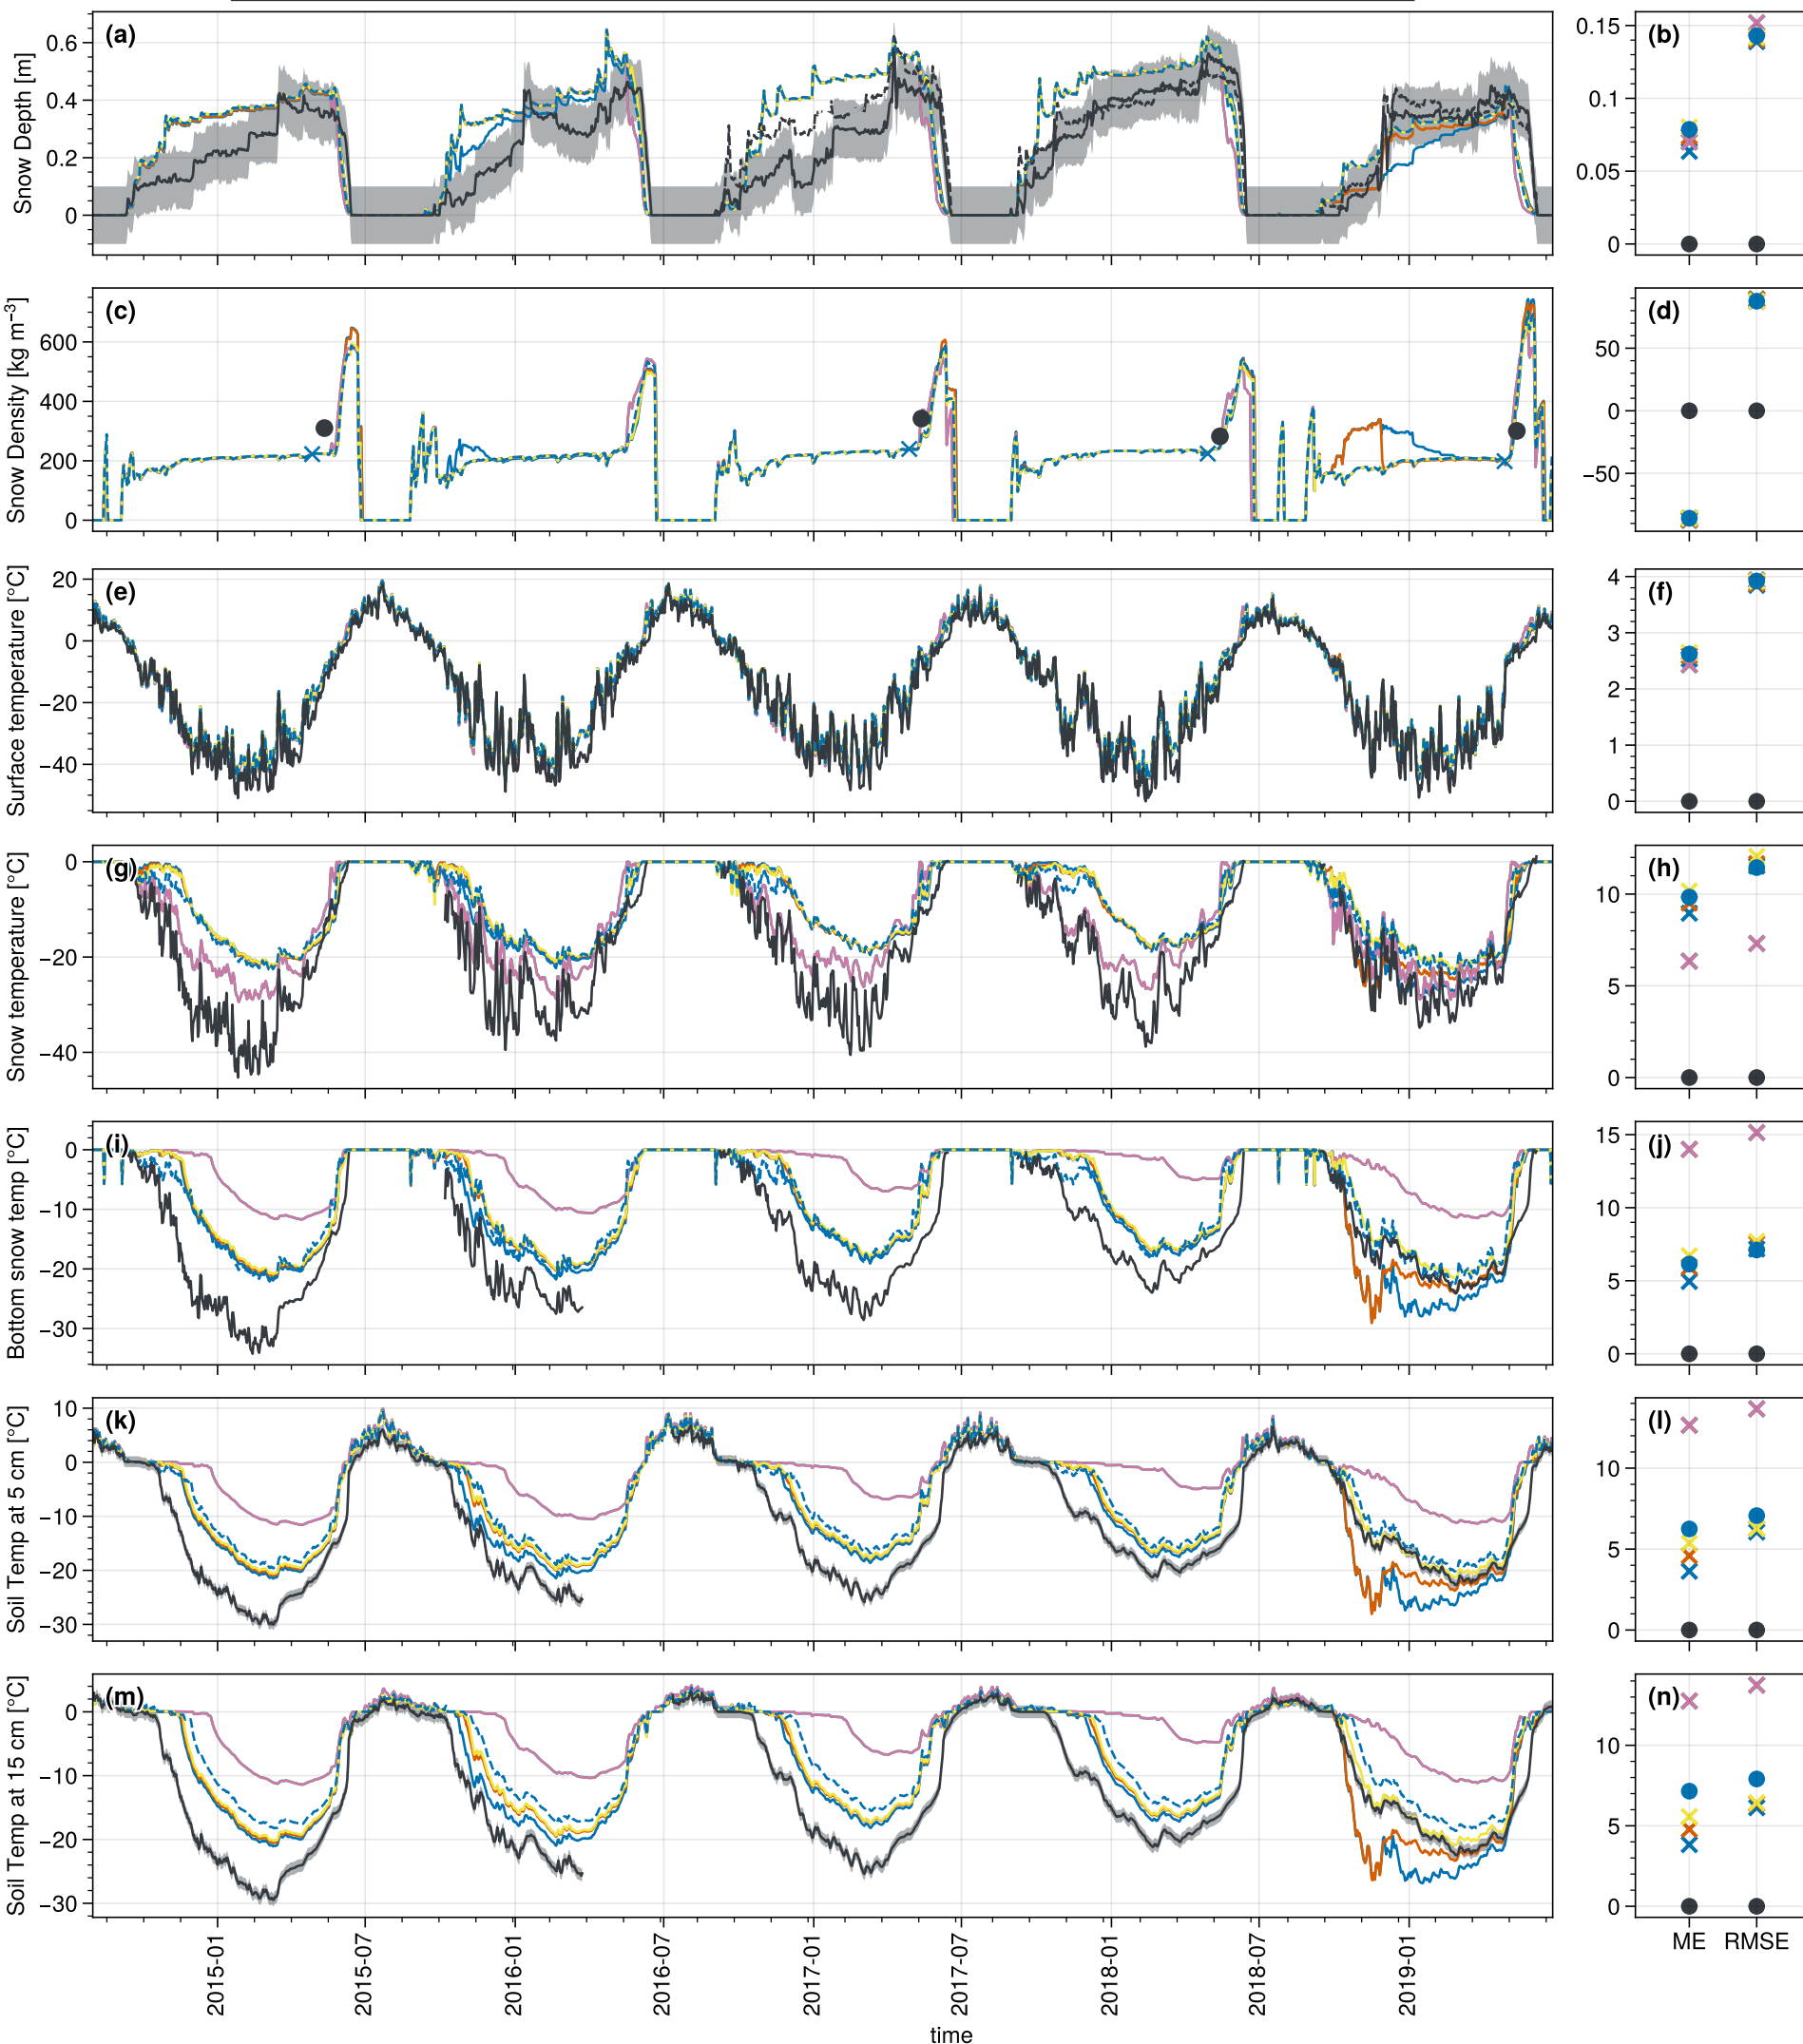 (a)
Snow Depth [m]
0.6
0.4
0.2
0
(b)
0.15
0.1
0.05
0
(c)
Snow Density [kg m⁻³]
600
400
200
0
(d)
50
0
−50
(e)
Surface temperature [°C]
20
0
−20
−40
(f)
4
3
2
1
0
(g)
Snow temperature [°C]
0
−20
−40
(h)
10
5
0
(i)
Bottom snow temp [°C]
0
−10
−20
−30
(j)
15
10
5
0
(k)
Soil Temp at 5 cm [°C]
10
0
−10
−20
−30
(l)
10
5
0
(m)
Soil Temp at 15 cm [°C]
0
−10
−20
−30
(n)
10
5
0
2015-01
2015-07
2016-01
2016-07
2017-01
2017-07
2018-01
2018-07
2019-01
time
ME RMSE